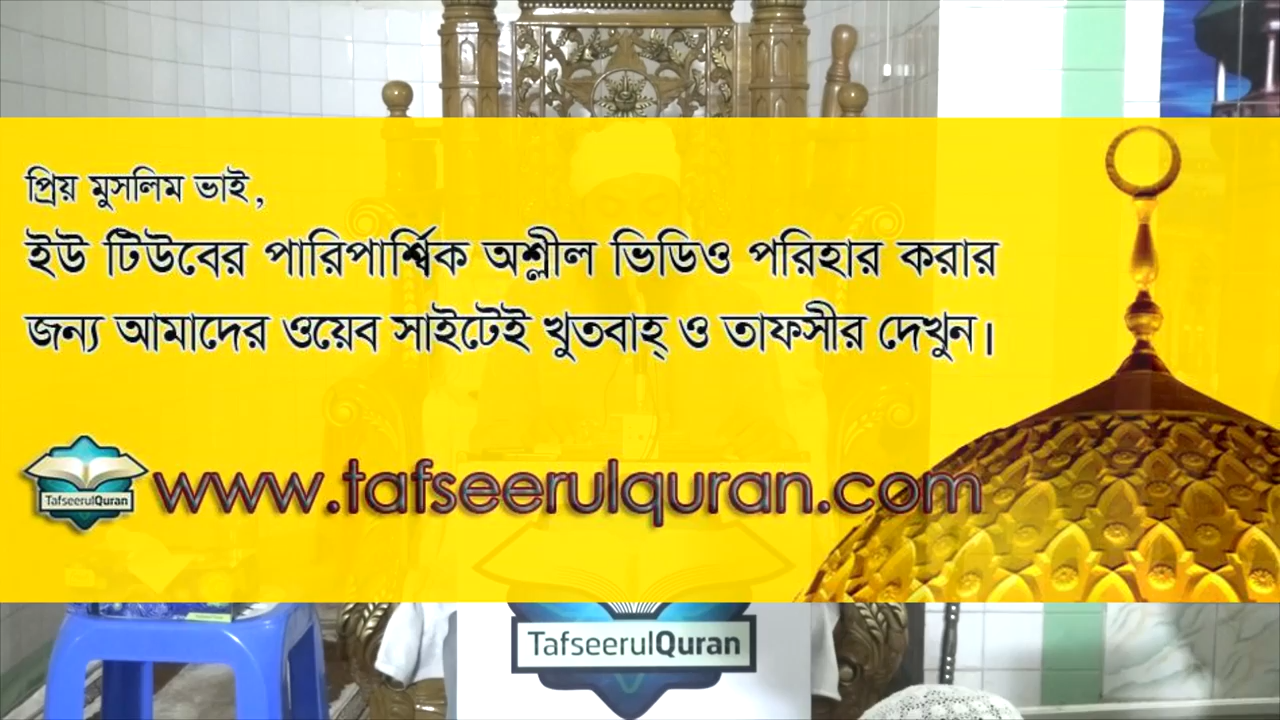 প্রিয় মুসলিম ভাই,
ইউ টিউবের পারিপার্শ্বিক অশ্লীল ভিডিও পরিহার করার
জন্য আমাদের ওয়েব সাইটেই খুতবাহ্ ও তাফসীর দেখুন।
TafseerulQuran
www.tafseerulquran.com
TafseerulQuran